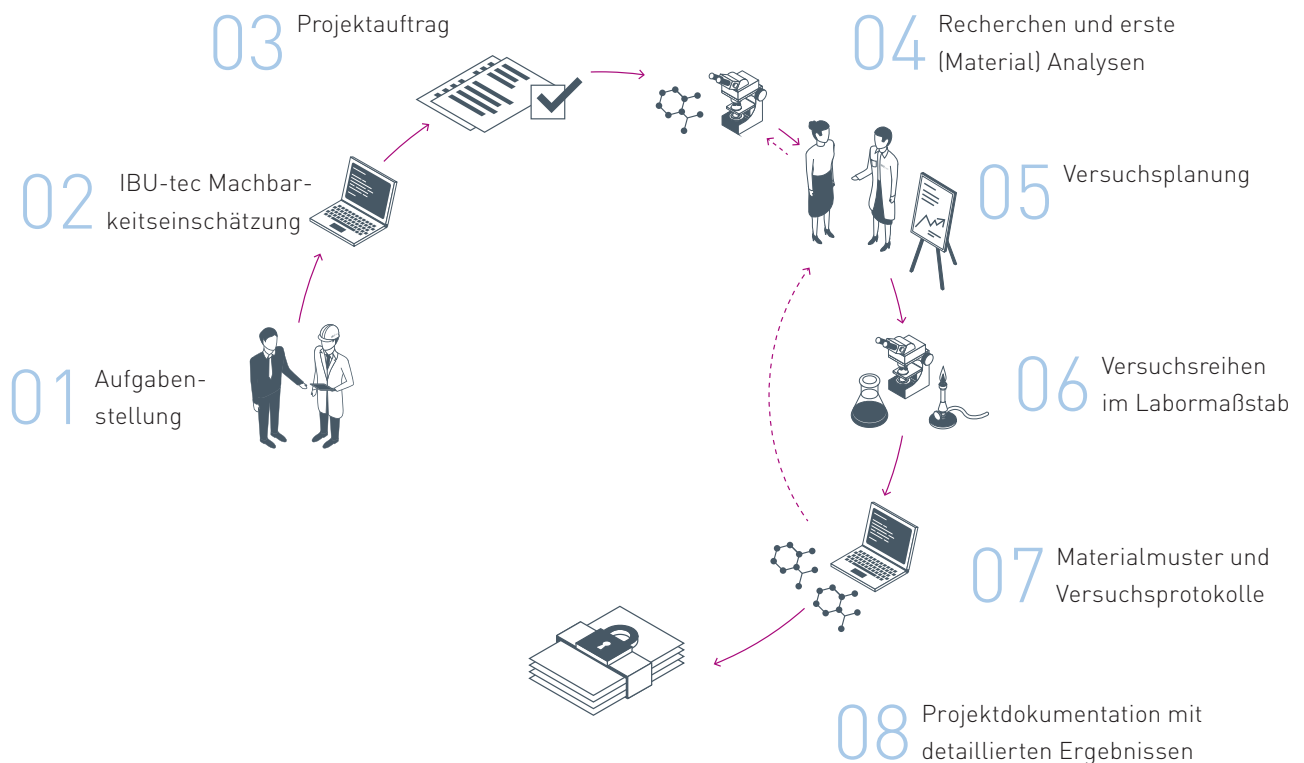 01 Aufgaben-
stellung
02 IBU-tec Machbar-
keitseinschätzung
03 Projektauftrag
04 Recherchen und erste
(Material) Analysen
05 Versuchsplanung
06 Versuchsreihen
im Labormaßstab
07 Materialmuster und
Versuchsprotokolle
08 Projektdokumentation mit
detaillierten Ergebnissen